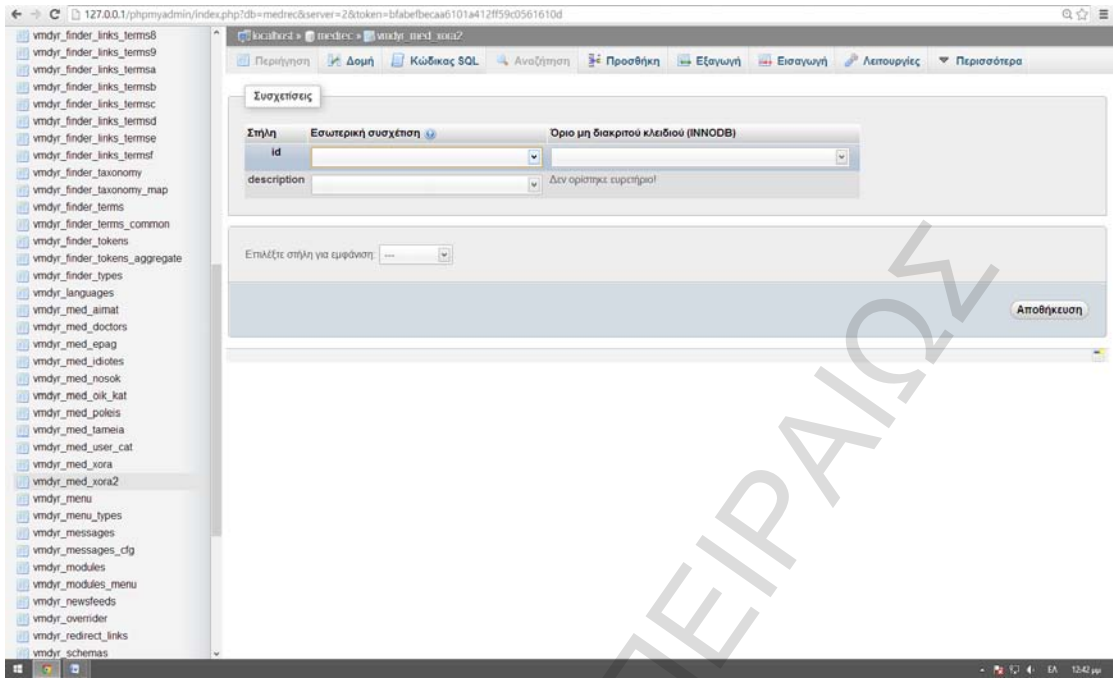 127.0.0.1/phpmyadmin/index.php?db=medrec&server=2&token=bfabefbecaa6101a412ff59c0561610d
localhost » medrec » vmdyr_med_xora2
Περιήγηση Δομή Κώδικας SQL Αναζήτηση Προσθήκη Εξαγωγή Εισαγωγή Λειτουργίες Περισσότερα
Συσχετίσεις
Στήλη Εσωτερική συσχέτιση Όριο μη διακριτού κλειδιού (INNODB)
id
description Δεν ορίστηκε ευρετήριο!
Επιλέξτε στήλη για εμφάνιση: ---
Αποθήκευση
vmdyr_finder_links_terms8
vmdyr_finder_links_terms9
vmdyr_finder_links_termsa
vmdyr_finder_links_termsb
vmdyr_finder_links_termsc
vmdyr_finder_links_termsd
vmdyr_finder_links_termse
vmdyr_finder_links_termsf
vmdyr_finder_taxonomy
vmdyr_finder_taxonomy_map
vmdyr_finder_terms
vmdyr_finder_terms_common
vmdyr_finder_tokens
vmdyr_finder_tokens_aggregate
vmdyr_finder_types
vmdyr_languages
vmdyr_med_aimat
vmdyr_med_doctors
vmdyr_med_epag
vmdyr_med_idiotes
vmdyr_med_nosok
vmdyr_med_oik_kat
vmdyr_med_poleis
vmdyr_med_tameia
vmdyr_med_user_cat
vmdyr_med_xora
vmdyr_med_xora2
vmdyr_menu
vmdyr_menu_types
vmdyr_messages
vmdyr_messages_cfg
vmdyr_modules
vmdyr_modules_menu
vmdyr_newsfeeds
vmdyr_overrider
vmdyr_redirect_links
vmdyr_schemas
ΕΛ 12:42 μμ
ΠΕΙΡΑΙΩΣ